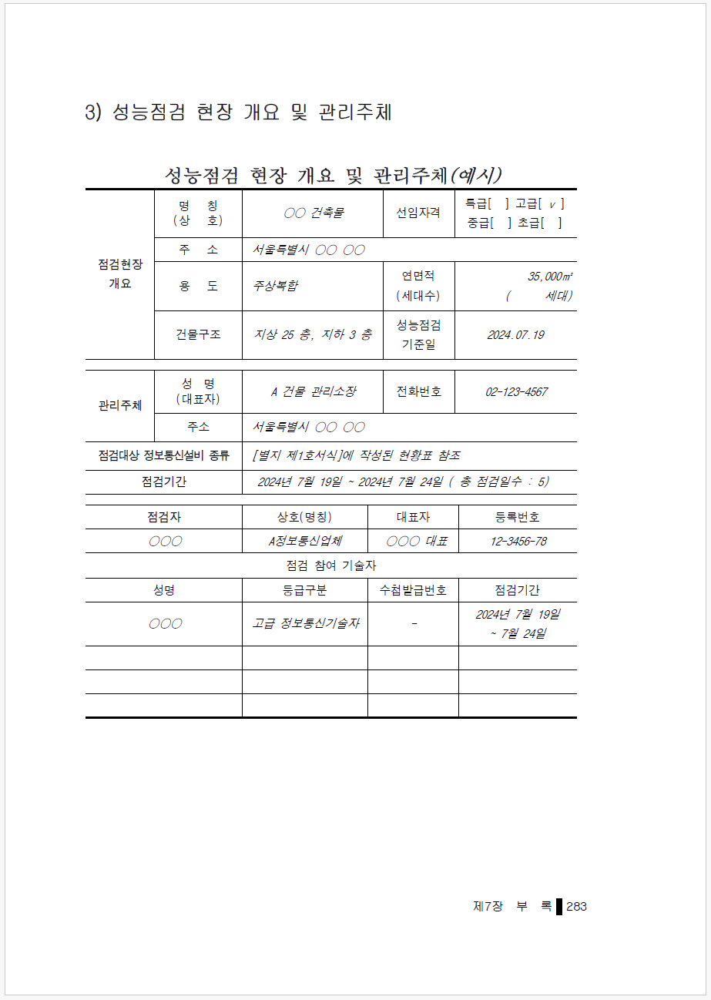 3) 성능점검 현장 개요 및 관리주체
성능점검 현장 개요 및 관리주체(예시)
점검현장
개요
명 칭
(상 호)
○○ 건축물
선임자격
특급[ ] 고급[ v ]
중급[ ] 초급[ ]
주 소
서울특별시 ○○ ○○
용 도
주상복합
연면적
(세대수)
35,000㎡
( 세대)
건물구조
지상 25 층, 지하 3 층
성능점검
기준일
2024.07.19
관리주체
성 명
(대표자)
A 건물 관리소장
전화번호
02-123-4567
주소
서울특별시 ○○ ○○
점검대상 정보통신설비 종류
[별지 제1호서식]에 작성된 현황표 참조
점검기간
2024년 7월 19일 ~ 2024년 7월 24일 ( 총 점검일수 : 5)
점검자
상호(명칭)
대표자
등록번호
○○○
A정보통신업체
○○○ 대표
12-3456-78
점검 참여 기술자
성명
등급구분
수첩발급번호
점검기간
○○○
고급 정보통신기술자
-
2024년 7월 19일
~ 7월 24일
제7장 부 록 283